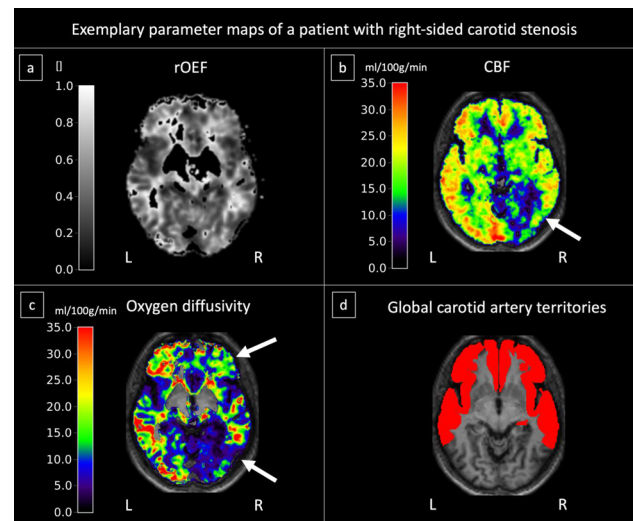 Exemplary parameter maps of a patient with right-sided carotid stenosis
a
[]
rOEF
1.0
0.8
0.6
0.4
0.2
0.0
L
R
b
ml/100g/min
CBF
35.0
30.0
25.0
20.0
15.0
10.0
5.0
0.0
L
R
c
ml/100g/min
Oxygen diffusivity
35.0
30.0
25.0
20.0
15.0
10.0
5.0
0.0
L
R
d
Global carotid artery territories
L
R